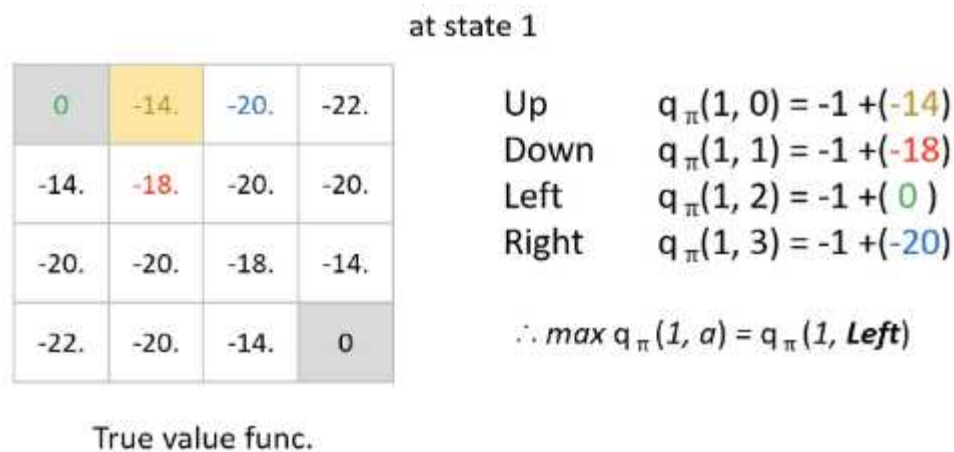 at state 1
0 -14. -20. -22.
-14. -18. -20. -20.
-20. -20. -18. -14.
-22. -20. -14. 0
True value func.
Up q π(1, 0) = -1 +(-14)
Down q π(1, 1) = -1 +(-18)
Left q π(1, 2) = -1 +( 0 )
Right q π(1, 3) = -1 +(-20)
∴ max q π (1, a) = q π (1, Left)